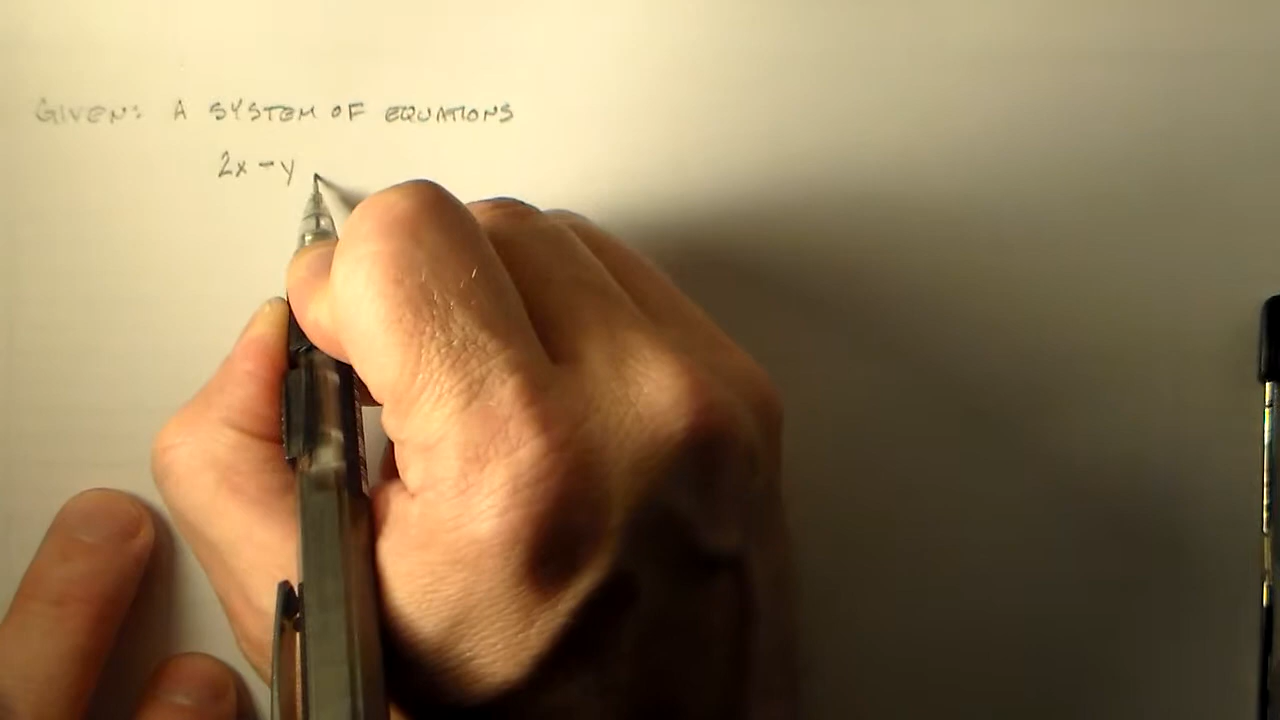 GIVEN: A SYSTEM OF EQUATIONS
2x - y